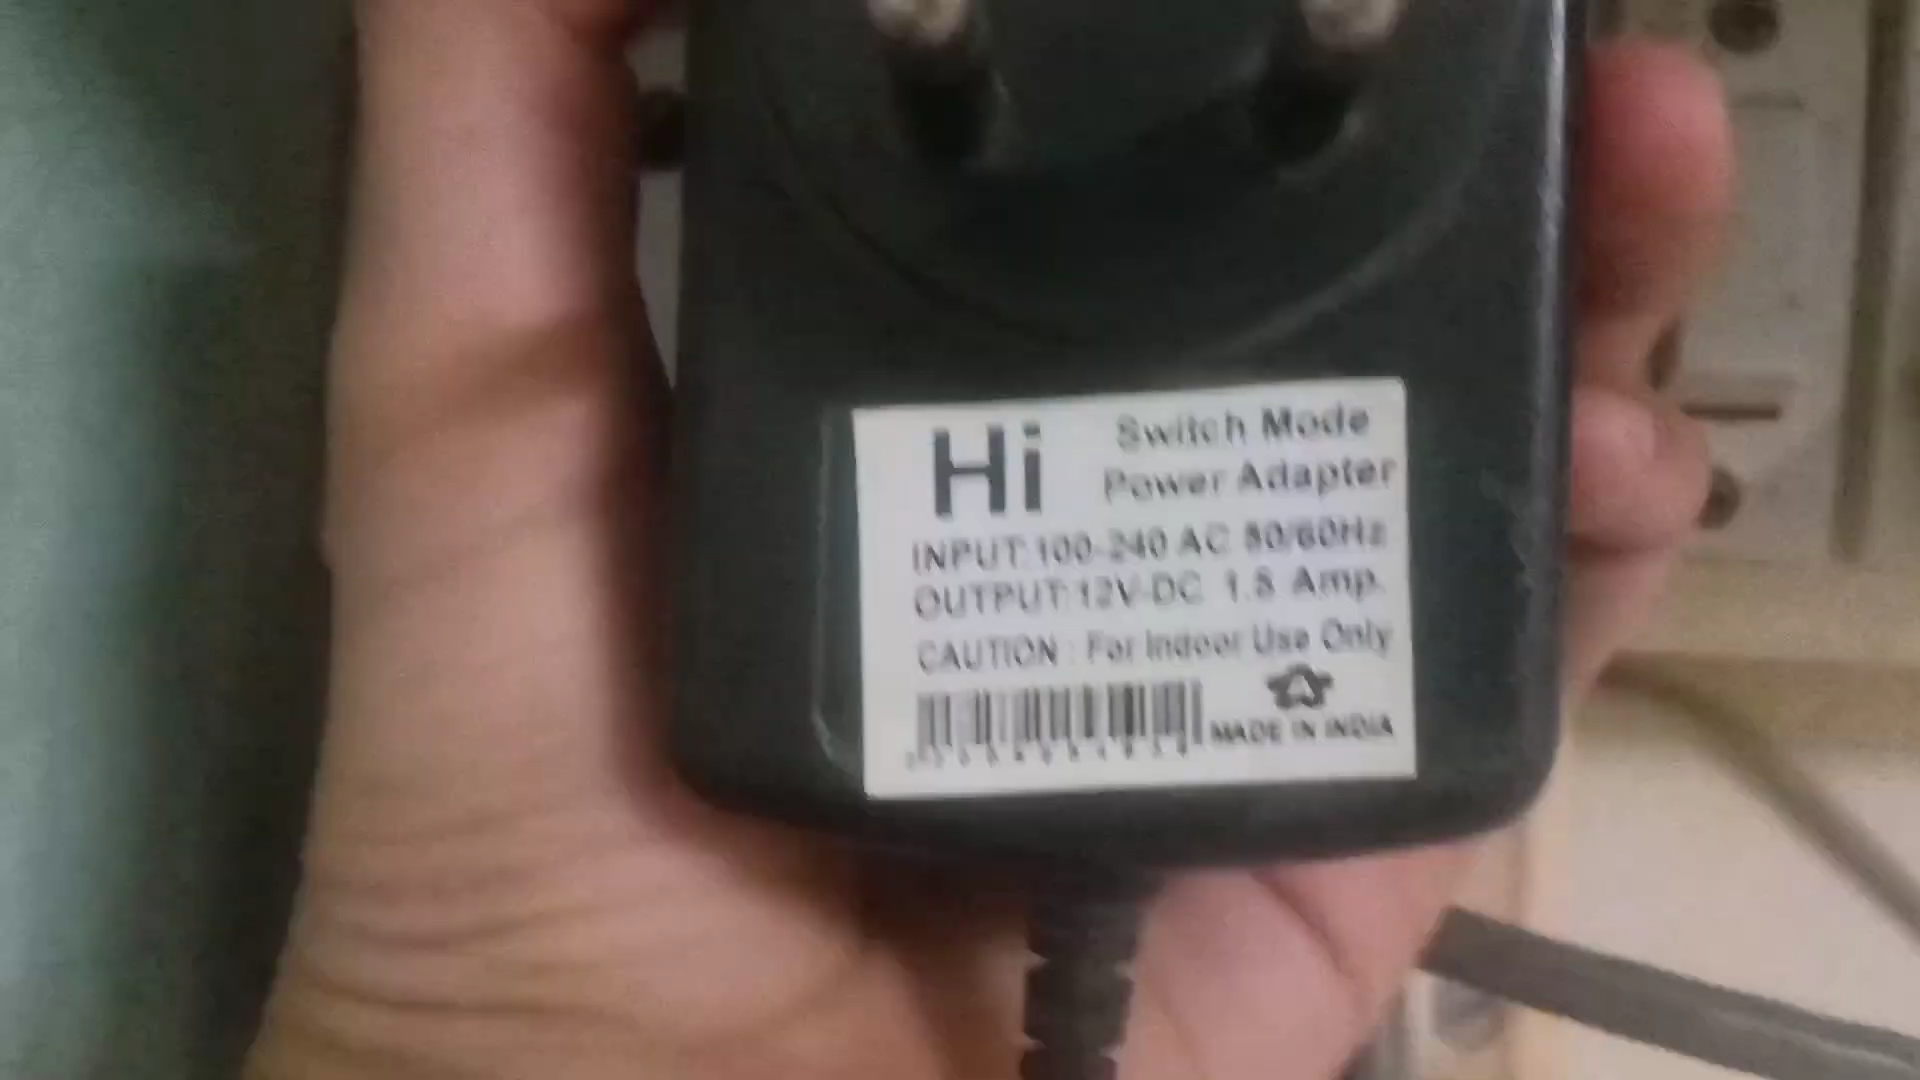 Hi
Switch Mode
Power Adapter
INPUT:100-240 AC 50/60Hz
OUTPUT:12V-DC 1.5 Amp.
CAUTION : For Indoor Use Only
MADE IN INDIA